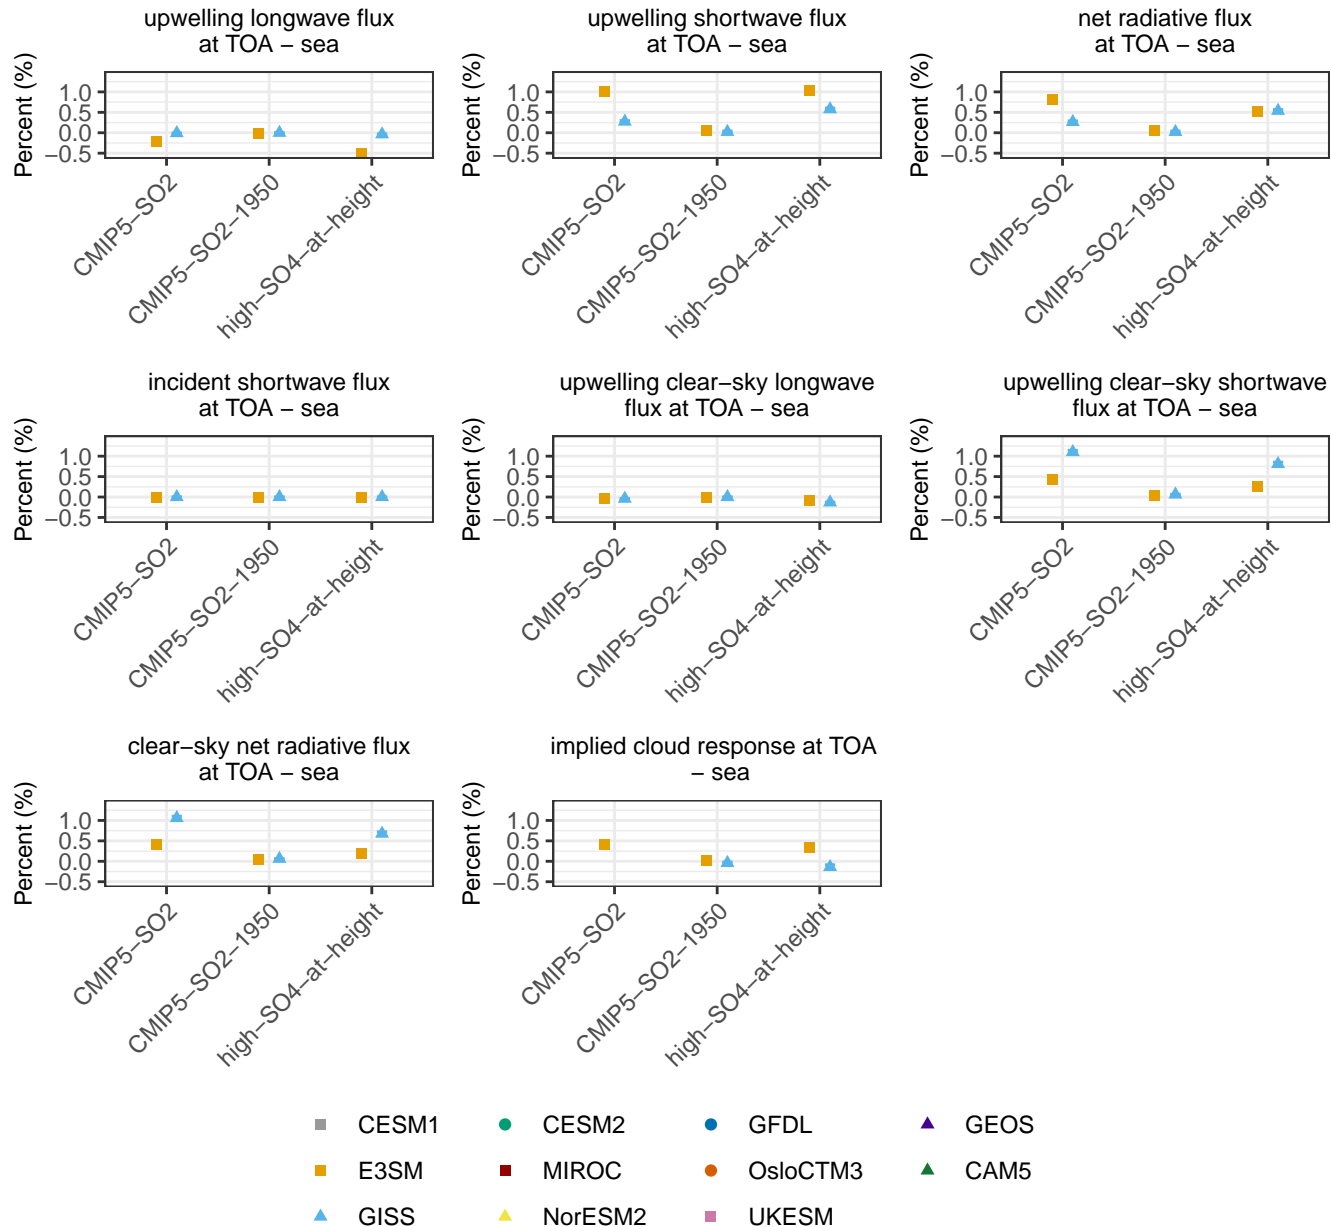 upwelling longwave flux
at TOA − sea
upwelling shortwave flux
at TOA − sea
net radiative flux
at TOA − sea
Percent (%)
1.0
0.5
0.0
−0.5
CMIP5−SO2
CMIP5−SO2−1950
high−SO4−at−height
Percent (%)
1.0
0.5
0.0
−0.5
CMIP5−SO2
CMIP5−SO2−1950
high−SO4−at−height
Percent (%)
1.0
0.5
0.0
−0.5
CMIP5−SO2
CMIP5−SO2−1950
high−SO4−at−height
incident shortwave flux
at TOA − sea
upwelling clear−sky longwave
flux at TOA − sea
upwelling clear−sky shortwave
flux at TOA − sea
Percent (%)
1.0
0.5
0.0
−0.5
CMIP5−SO2
CMIP5−SO2−1950
high−SO4−at−height
Percent (%)
1.0
0.5
0.0
−0.5
CMIP5−SO2
CMIP5−SO2−1950
high−SO4−at−height
Percent (%)
1.0
0.5
0.0
−0.5
CMIP5−SO2
CMIP5−SO2−1950
high−SO4−at−height
clear−sky net radiative flux
at TOA − sea
implied cloud response at TOA
− sea
Percent (%)
1.0
0.5
0.0
−0.5
CMIP5−SO2
CMIP5−SO2−1950
high−SO4−at−height
Percent (%)
1.0
0.5
0.0
−0.5
CMIP5−SO2
CMIP5−SO2−1950
high−SO4−at−height
CESM1 CESM2 GFDL GEOS
E3SM MIROC OsloCTM3 CAM5
GISS NorESM2 UKESM